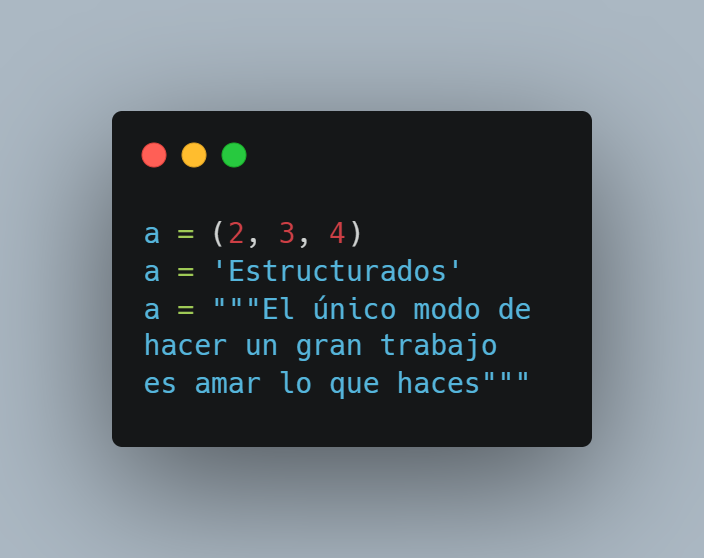 a = (2, 3, 4)
a = 'Estructurados'
a = """El único modo de
hacer un gran trabajo
es amar lo que haces"""